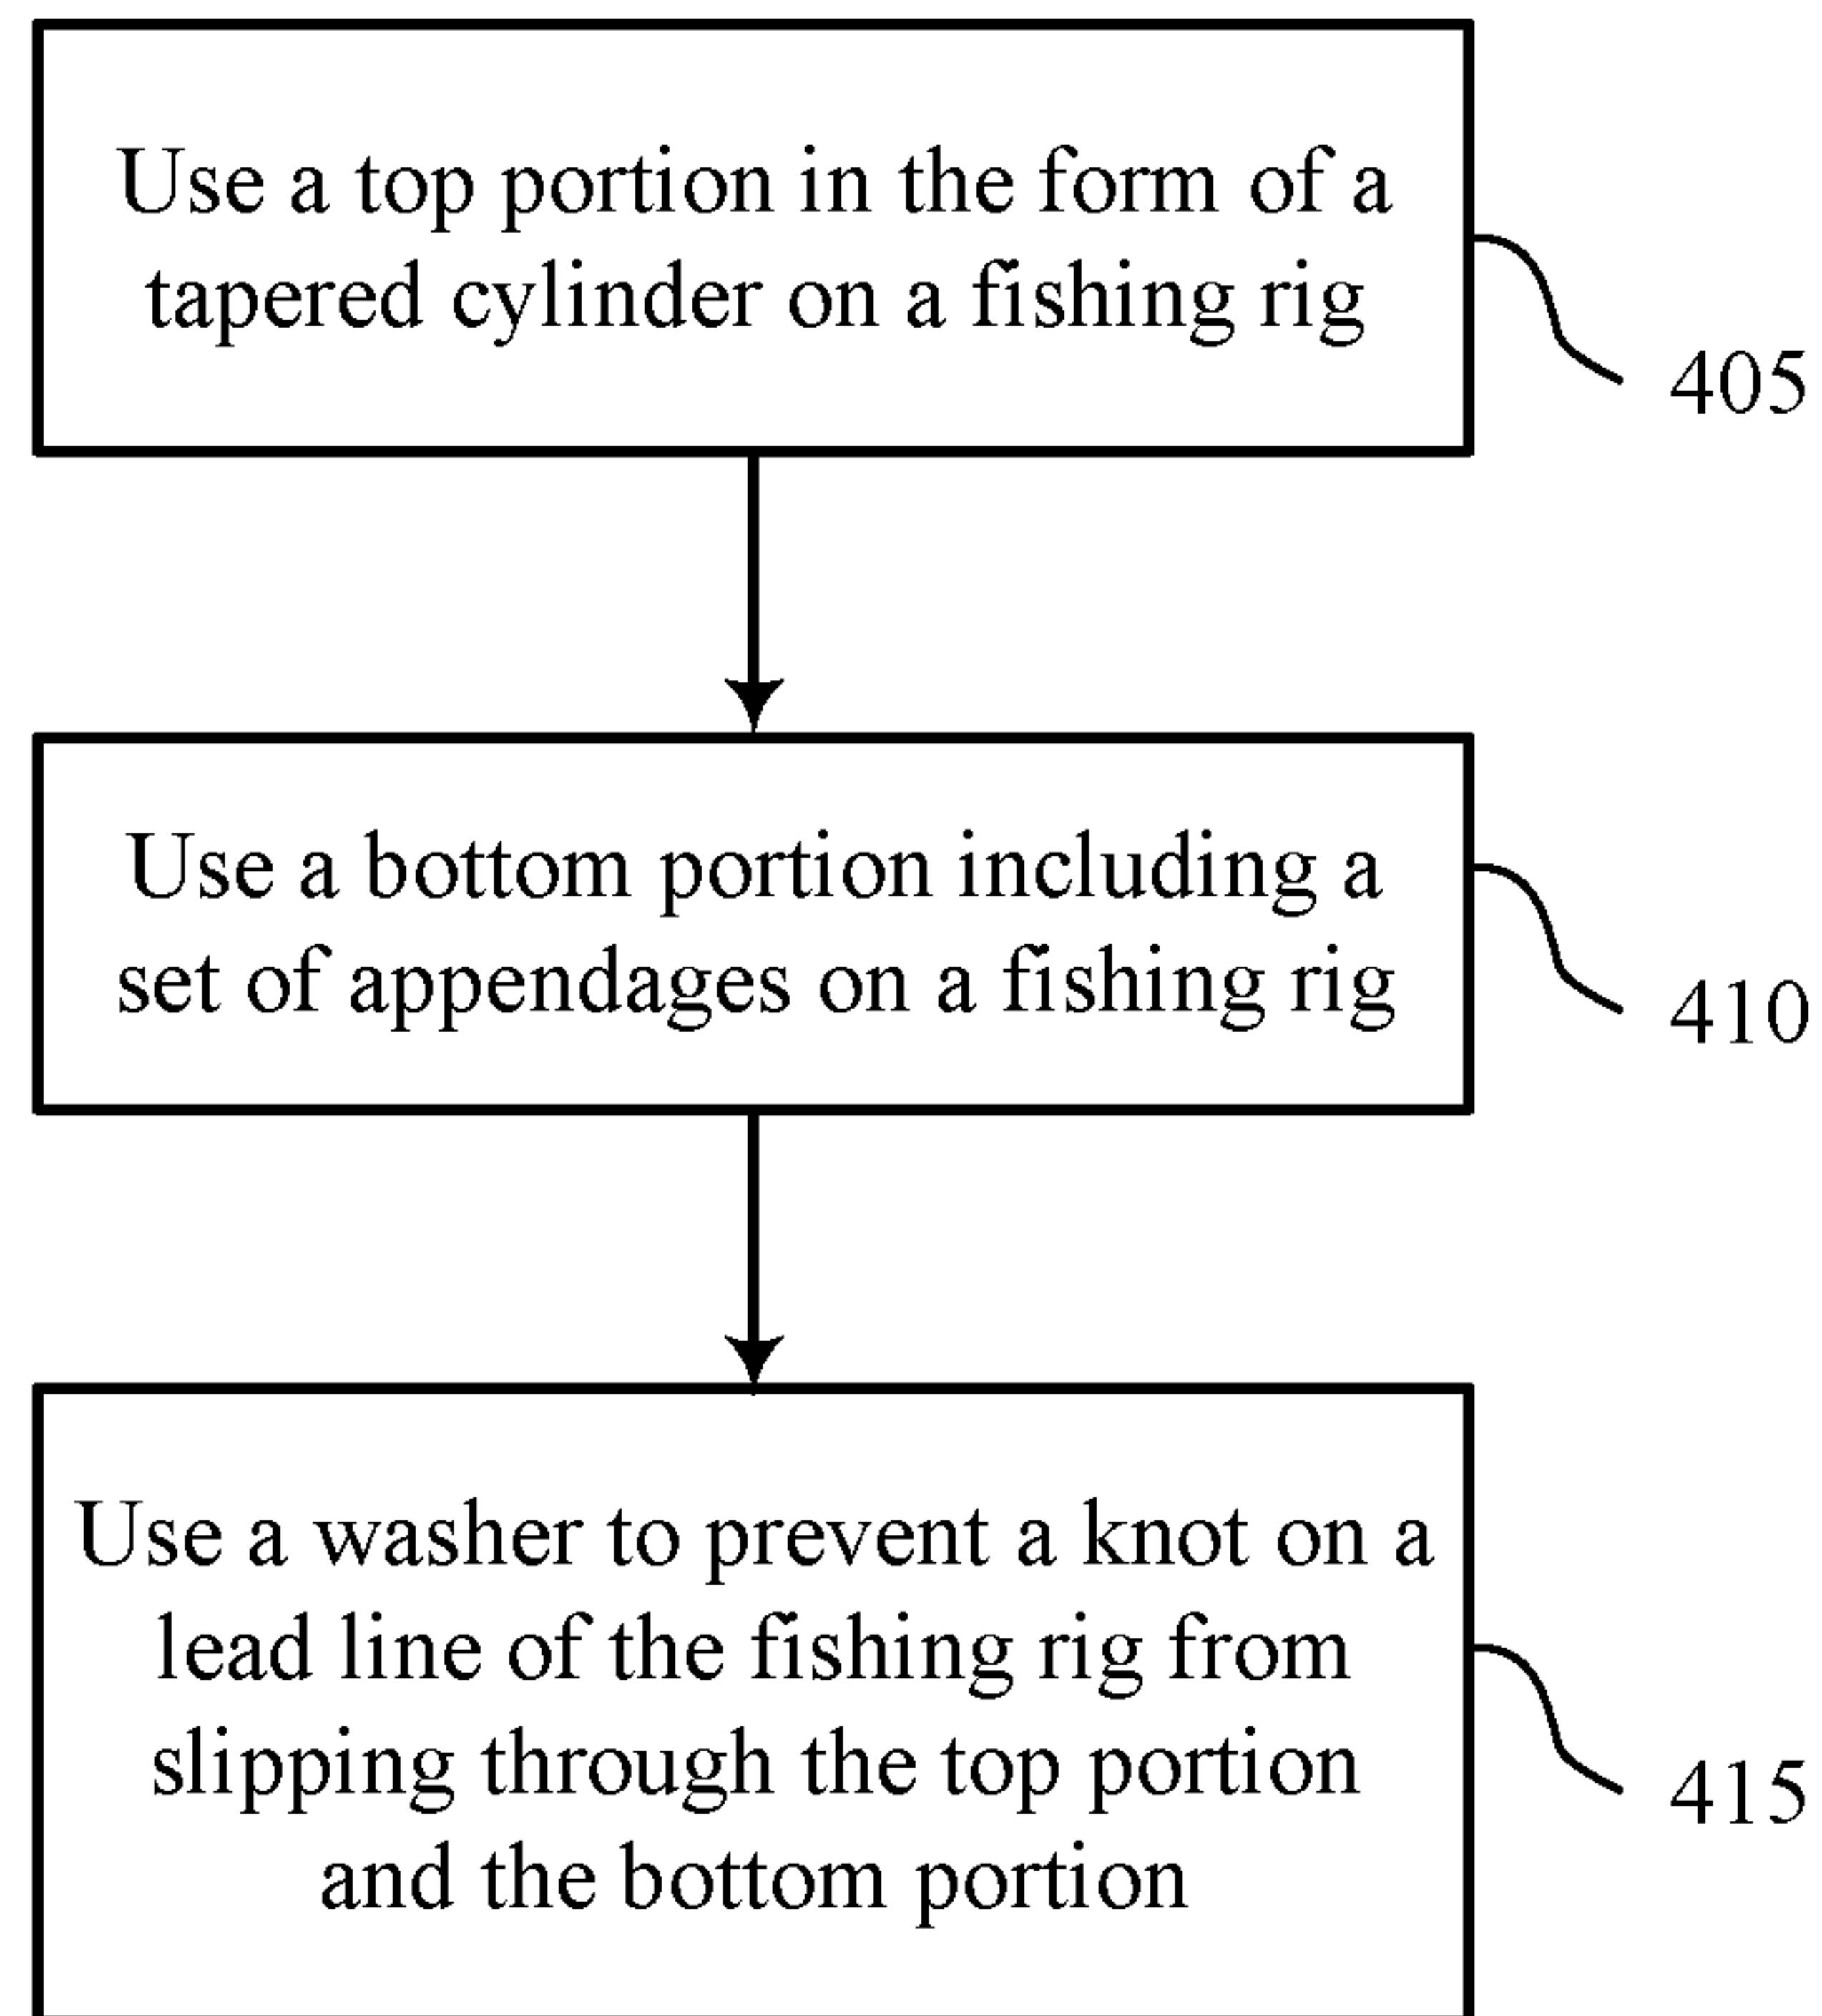 Use a top portion in the form of a
tapered cylinder on a fishing rig
405
Use a bottom portion including a
set of appendages on a fishing rig
410
Use a washer to prevent a knot on a
lead line of the fishing rig from
slipping through the top portion
and the bottom portion
415